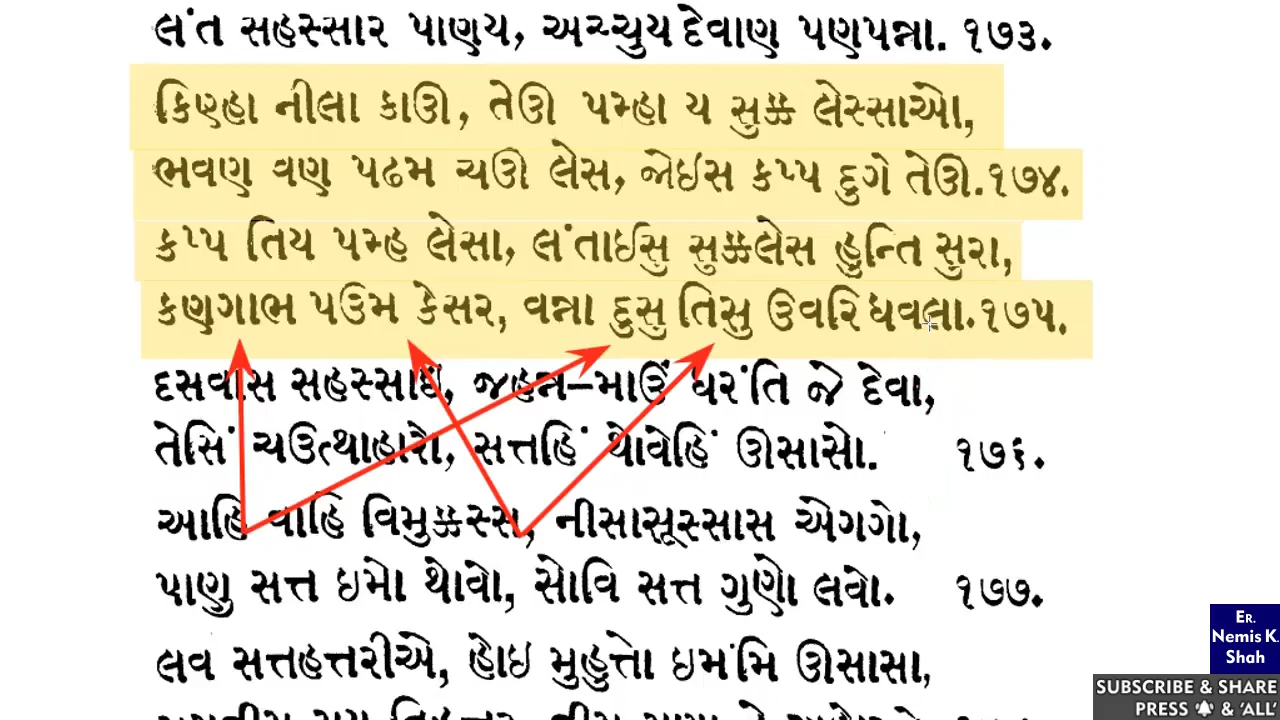 લંત સહસ્સાર પાણય, અચ્ચુય દેવાણ પણપન્ના. ૧૭૩.
કિણ્હા નીલા કાઊ, તેઊ પમ્હા ય સુક્ક લેસ્સાઓ,
ભવણ વણ પઢમ ચઊ લેસ, જોઇસ કપ્પ દુગે તેઊ.૧૭૪.
કપ્પ તિય પમ્હ લેસા, લંતાઈસુ સુક્કલેસ હુન્તિ સુરા,
કણગાભ પઉમ કેસર, વન્ના દુસુ તિસુ ઉવરિ ધવલા.૧૭૫.
દસવાસ સહસ્સાઇં, જહન્ન–માઉં ધરંતિ જે દેવા,
તેસિં ચઉત્થાહારો, સત્તહિં થોવેહિં ઊસાસો. ૧૭૬.
આહિ વાહિ વિમુક્કસ્સ, નીસાસૂસ્સાસ એગગો,
પાણુ સત્ત ઇમો થોવો, સોવિ સત્ત ગુણો લવો. ૧૭૭.
લવ સત્તહત્તરીએ, હોઇ મુહુત્તો ઇમંમિ ઊસાસા,
ER.
Nemis K.
Shah
SUBSCRIBE & SHARE
PRESS & 'ALL'